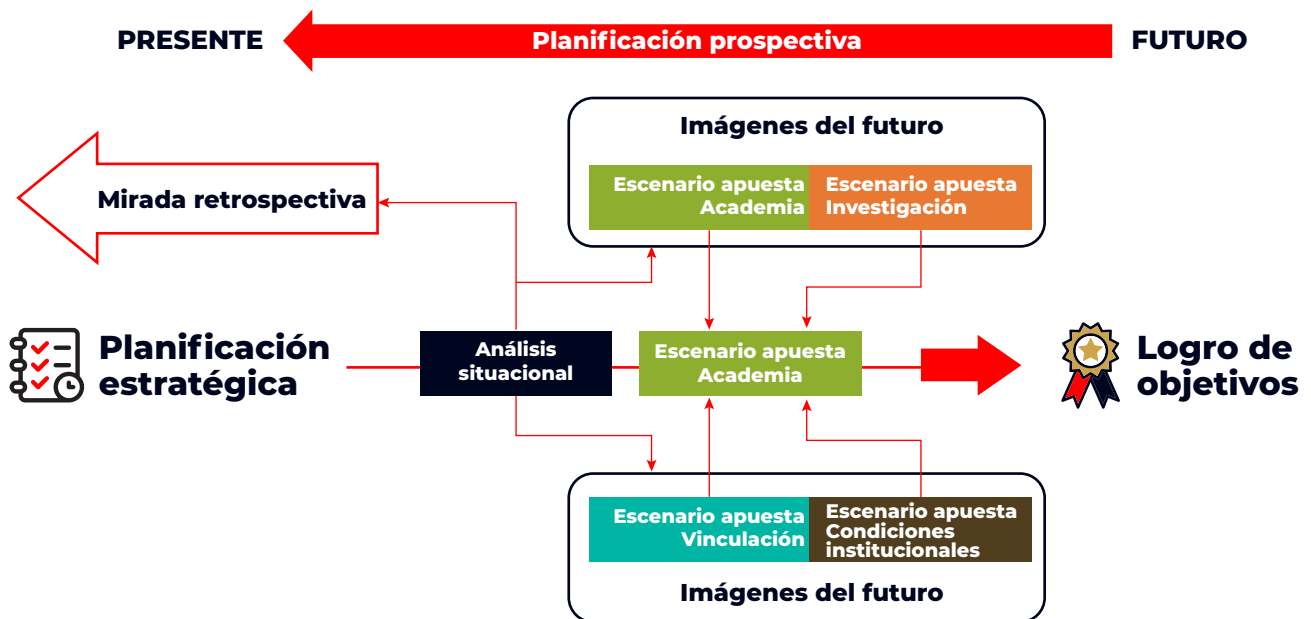 PRESENTE
Planificación prospectiva
FUTURO
Imágenes del futuro
Escenario apuesta
Academia
Escenario apuesta
Investigación
Mirada retrospectiva
Planificación
estratégica
Análisis
situacional
Escenario apuesta
Academia
Logro de
objetivos
Escenario apuesta
Vinculación
Escenario apuesta
Condiciones
institucionales
Imágenes del futuro